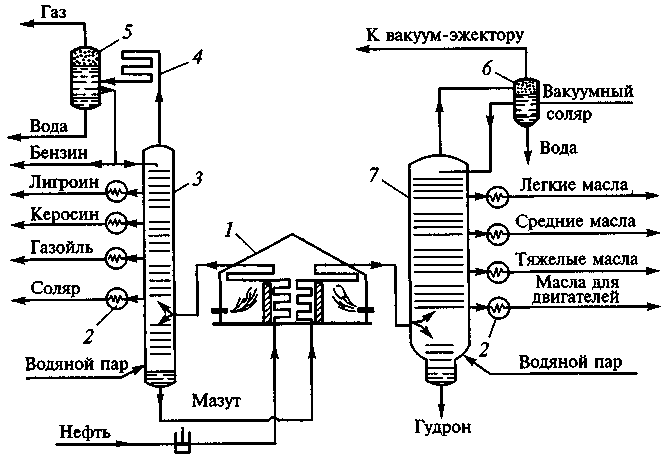 Газ
5
4
К вакуум-эжектору
6
Вакуумный
соляр
Вода
Бензин
Вода
Лигроин
3
7
Легкие масла
Керосин
1
Средние масла
Газойль
Тяжелые масла
Соляр
Масла для
двигателей
2
2
Водяной пар
Водяной пар
Мазут
Нефть
Гудрон